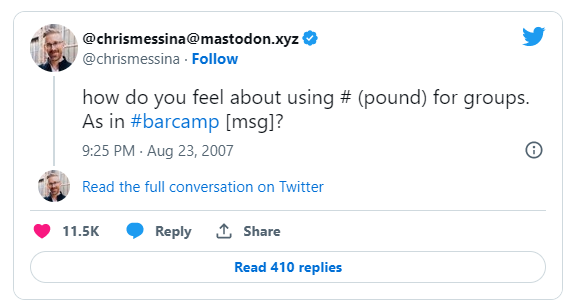 @chrismessina@mastodon.xyz
@chrismessina · Follow
how do you feel about using # (pound) for groups.
As in #barcamp [msg]?
9:25 PM · Aug 23, 2007
Read the full conversation on Twitter
11.5K Reply Share
Read 410 replies